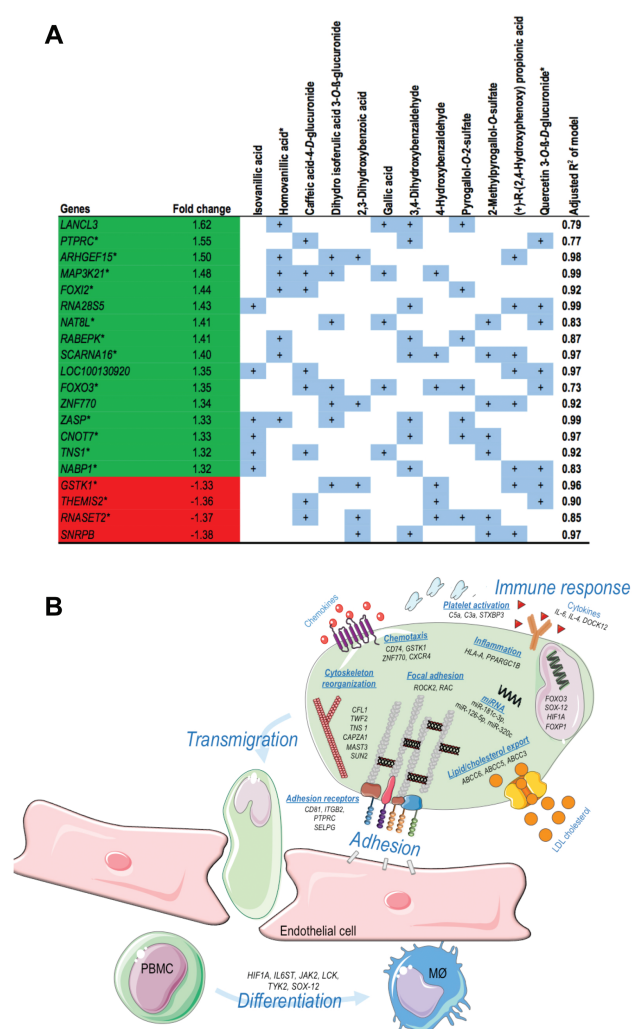 A
Isovanillic acid
Homovanillic acid*
Caffeic acid-4-D-glucuronide
Dihydro isoferulic acid 3-O-ß-glucuronide
2,3-Dihydroxybenzoic acid
Gallic acid
3,4-Dihydroxybenzaldehyde
4-Hydroxybenzaldehyde
Pyrogallol-O-2-sulfate
2-Methylpyrogallol-O-sulfate
(+)-R-(2,4-Hydroxyphenoxy) propionic acid
Quercetin 3-O-ß-D-glucuronide*
Adjusted R² of model
Genes Fold change
LANCL3 1.62 + + + + 0.79
PTPRC* 1.55 + + + 0.77
ARHGEF15* 1.50 + + + + 0.98
MAP3K21* 1.48 + + + + + 0.99
FOXI2* 1.44 + + + 0.92
RNA28S5 1.43 + + + + 0.99
NAT8L* 1.41 + + + + 0.83
RABEPK* 1.41 + + + 0.87
SCARNA16* 1.40 + + + + + 0.97
LOC100130920 1.35 + + + + 0.97
FOXO3* 1.35 + + + + + + 0.73
ZNF770 1.34 + + + + 0.92
ZASP* 1.33 + + + + + 0.99
CNOT7* 1.33 + + + + 0.97
TNS1* 1.32 + + + + 0.92
NABP1* 1.32 + + + + 0.83
GSTK1* -1.33 + + + + + 0.96
THEMIS2* -1.36 + + + 0.90
RNASET2* -1.37 + + + + + 0.85
SNRPB -1.38 + + + + 0.97
B
Immune response
Chemokines
Platelet activation
C5a, C3a, STXBP3
Cytokines
IL-6, IL-4, DOCK12
Chemotaxis
CD74, GSTK1
ZNF770, CXCR4
Inflammation
HLA-A, PPARGC1B
Cytoskeleton
reorganization
CFL1
TWF2
TNS 1
CAPZA1
MAST3
SUN2
Focal adhesion
ROCK2, RAC
miRNA
miR-181c-3p,
miR-126-5p, miR-320c
FOXO3
SOX-12
HIF1A
FOXP1
Transmigration
Lipid/cholesterol export
ABCC6, ABCC5, ABCC3
LDL cholesterol
Adhesion receptors
CD81, ITGB2,
PTPRC
SELPG
Adhesion
Endothelial cell
PBMC
HIF1A, IL6ST, JAK2, LCK,
TYK2, SOX-12
Differentiation
MØ